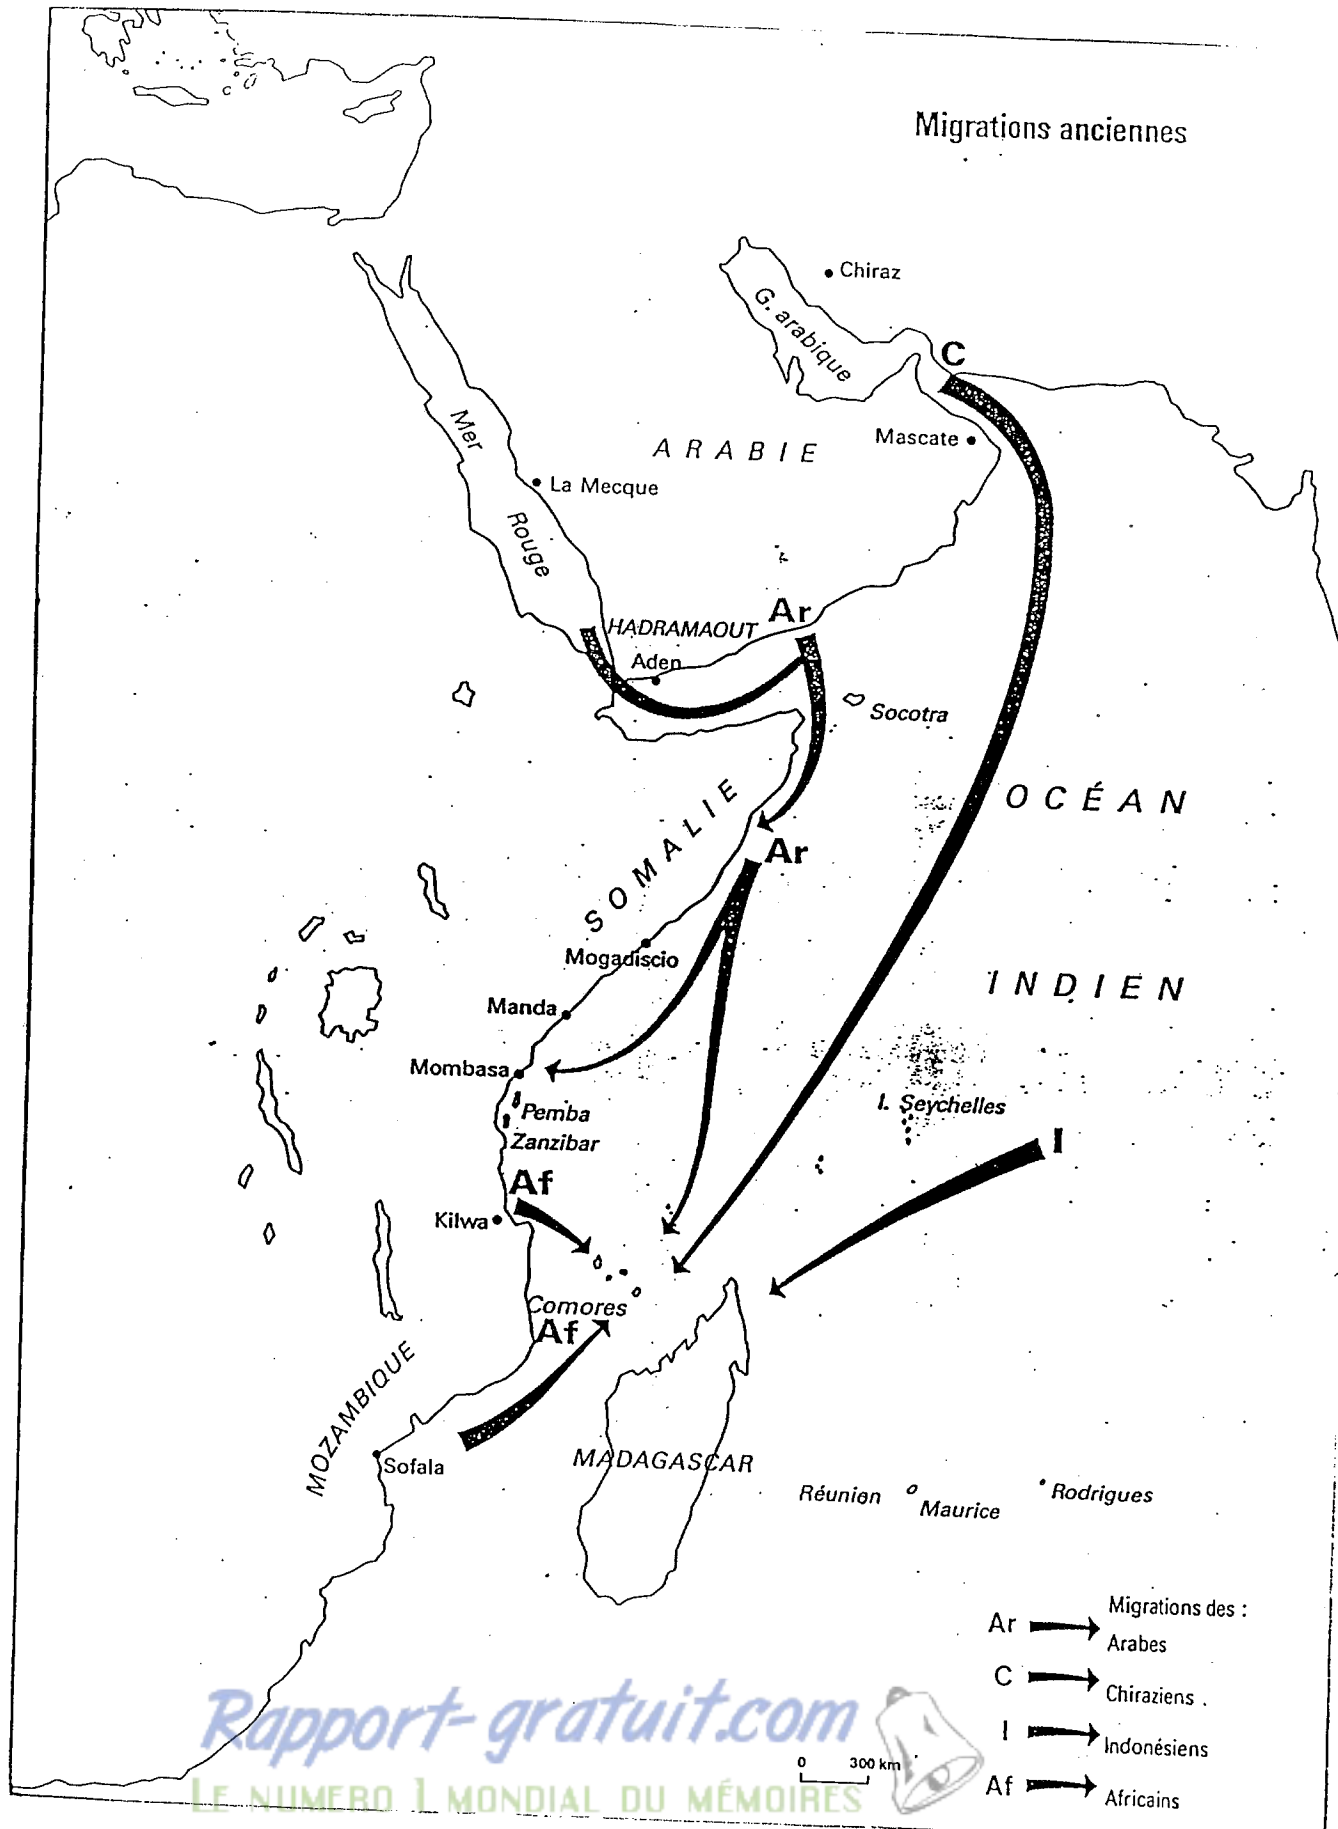 Migrations anciennes
Chiraz
G. arabique
C
Mascate
ARABIE
Mer
Rouge
La Mecque
HADRAMAOUT
Ar
Aden
Socotra
OCÉAN
SOMALIE
Ar
Mogadiscio
INDIEN
Manda
Mombasa
Pemba
Zanzibar
I. Seychelles
I
Af
Kilwa
Comores
Af
MOZAMBIQUE
Sofala
MADAGASCAR
Réunion
Maurice
Rodrigues
Migrations des :
Ar Arabes
C Chiraziens .
I Indonésiens
Af Africains
0 300 km
Rapport-gratuit.com
LE NUMERO 1 MONDIAL DU MÉMOIRES